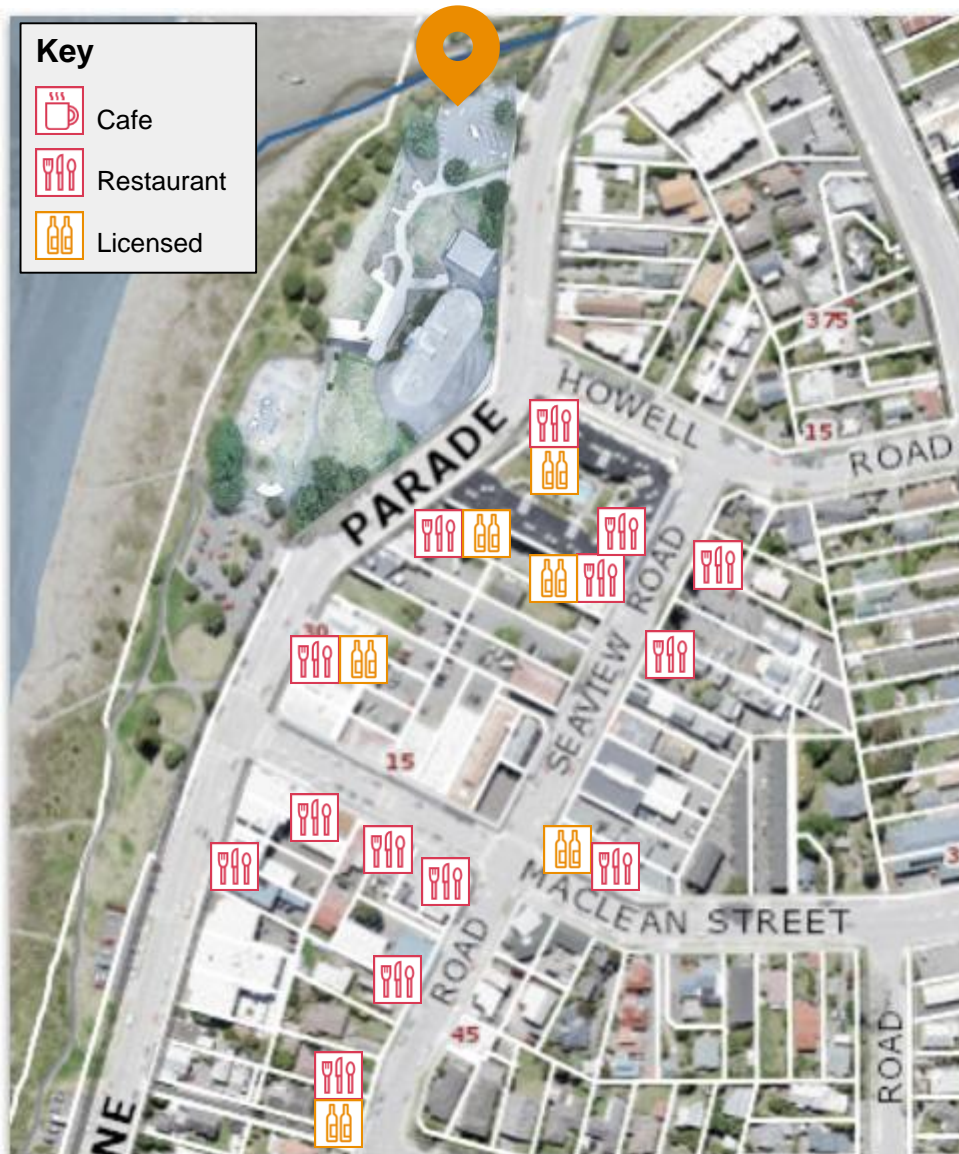 Key
Cafe
Restaurant
Licensed
375
HOWELL
15
ROAD
PARADE
ROAD
30
SEAVIEW
15
3
MACLEAN STREET
ROAD
45
ROAD
NE